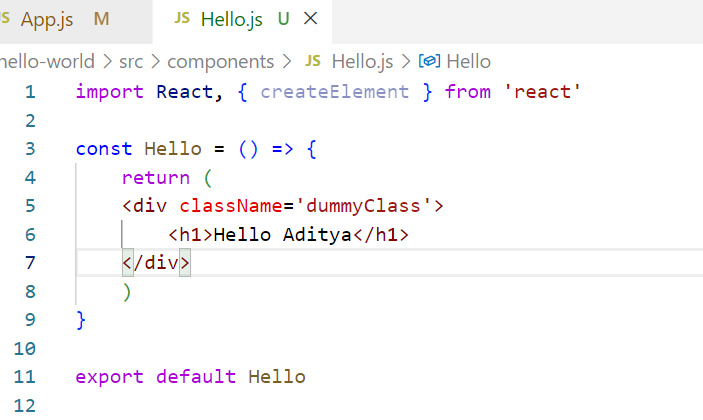 JS App.js M JS Hello.js U ×
hello-world > src > components > JS Hello.js > Hello
1 import React, { createElement } from 'react'
2
3 const Hello = () => {
4 return (
5 <div className='dummyClass'>
6 <h1>Hello Aditya</h1>
7 </div>
8 )
9 }
10
11 export default Hello
12